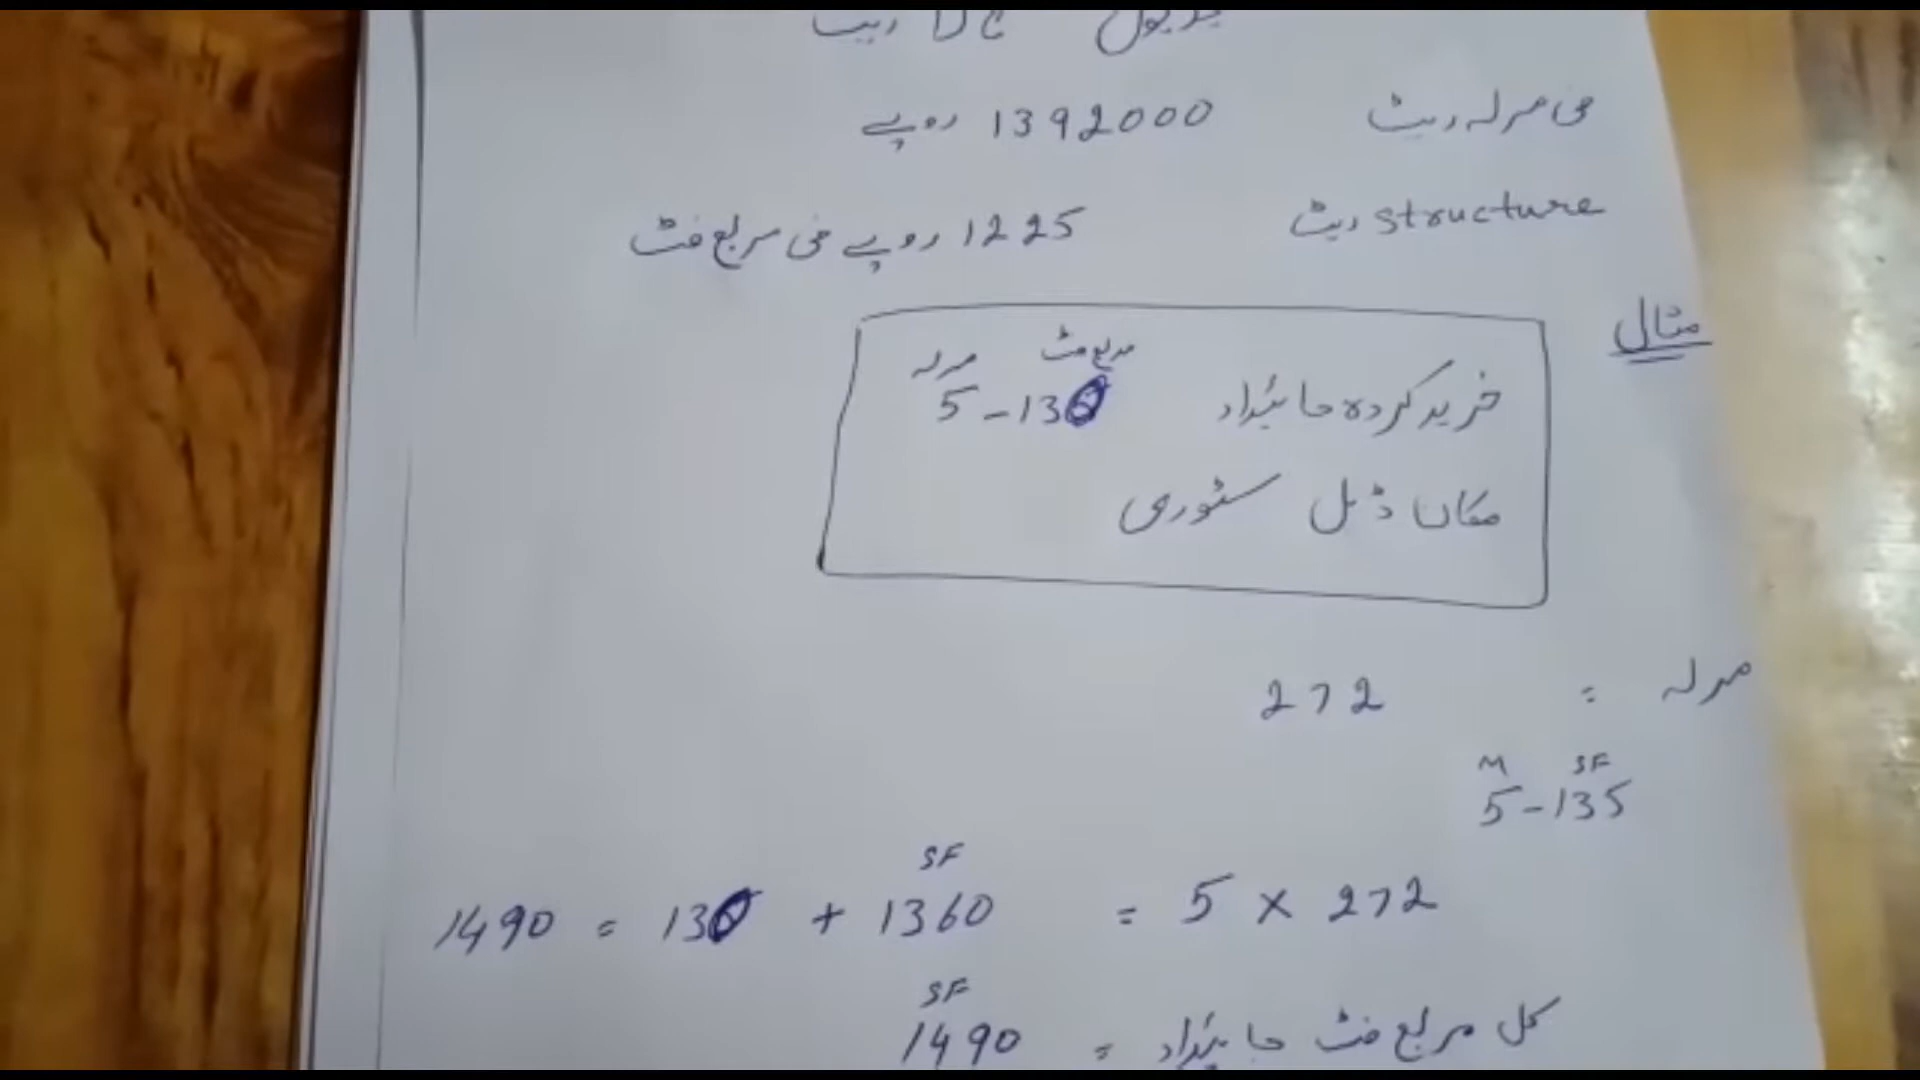 کا ریٹ
فی مرلہ ریٹ 1392000 روپے
structure ریٹ 1225 روپے فی مربع فٹ
مثال
مربع فٹ مرلہ
خرید کردہ جائیداد 5-130
مکان ڈبل سٹوری
مرلہ = 272
M SF
5-135
SF
1490 = 130 + 1360 = 5 x 272
SF
کل مربع فٹ جائیداد = 1490